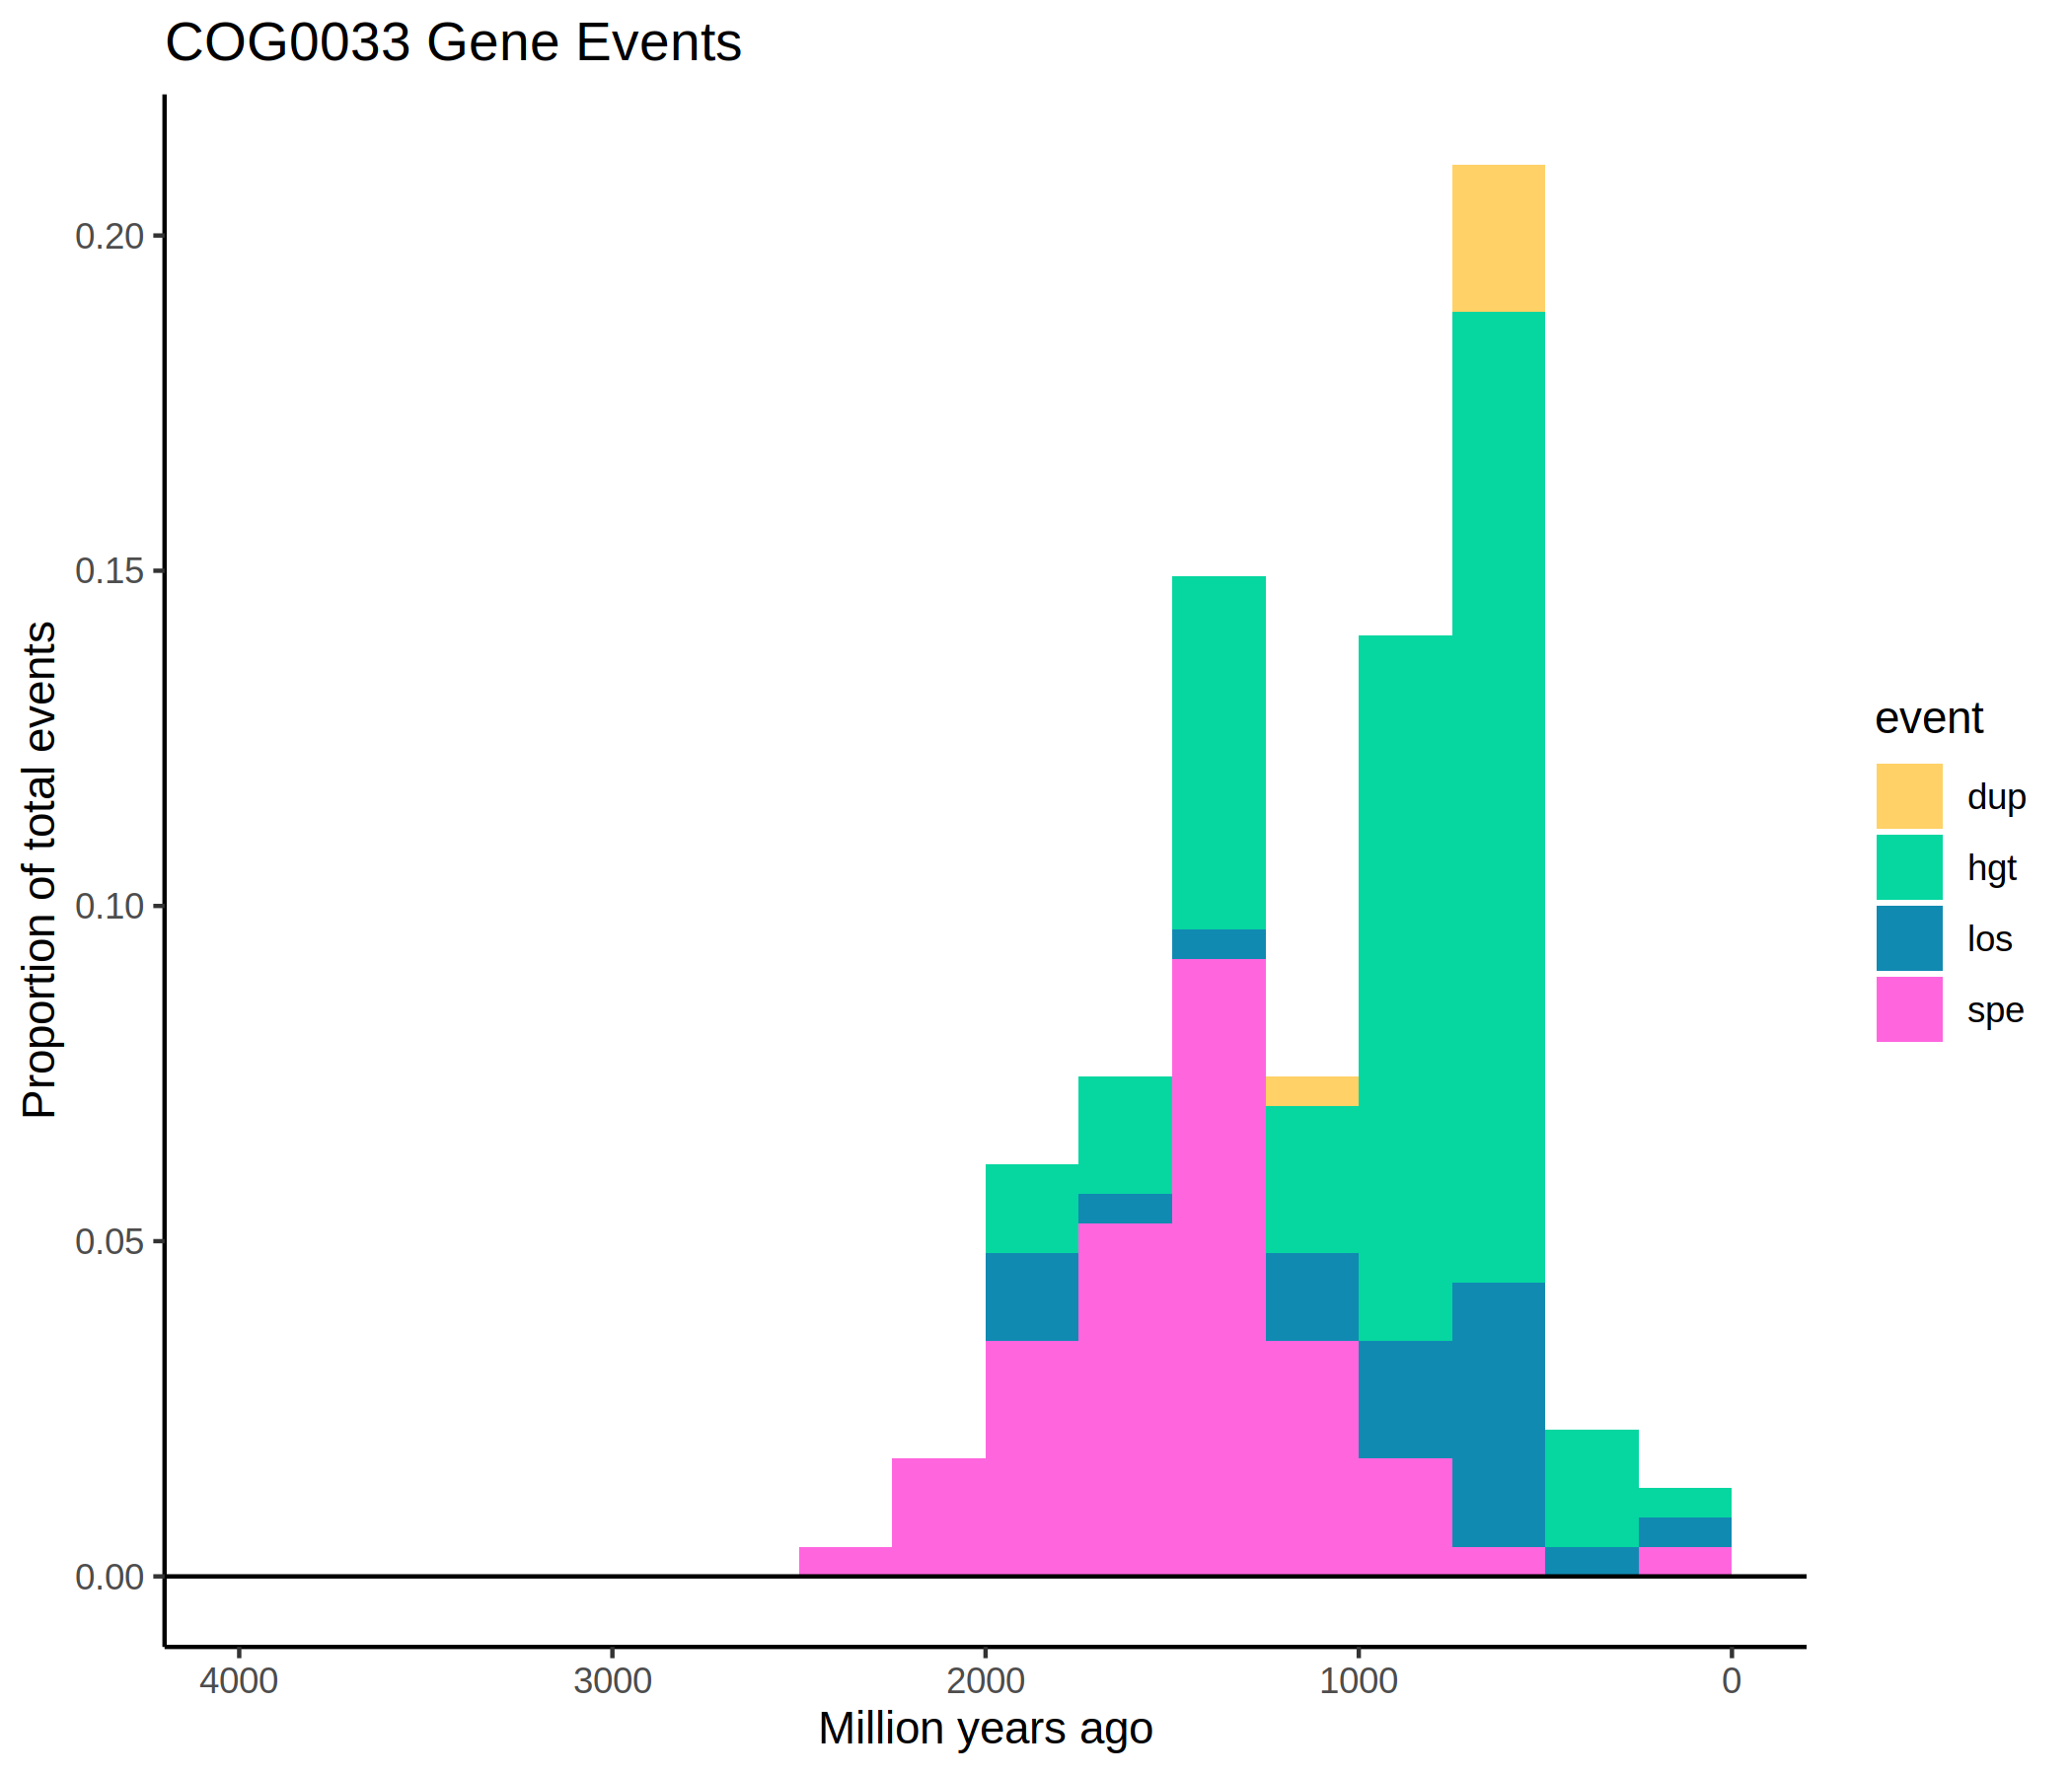 COG0033 Gene Events
Proportion of total events
0.20
0.15
0.10
0.05
0.00
4000 3000 2000 1000 0
Million years ago
event
dup
hgt
los
spe